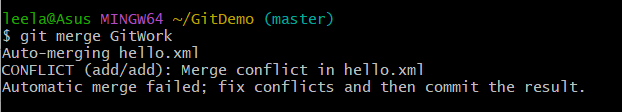 leela@Asus MINGW64 ~/GitDemo (master)
$ git merge GitWork
Auto-merging hello.xml
CONFLICT (add/add): Merge conflict in hello.xml
Automatic merge failed; fix conflicts and then commit the result.